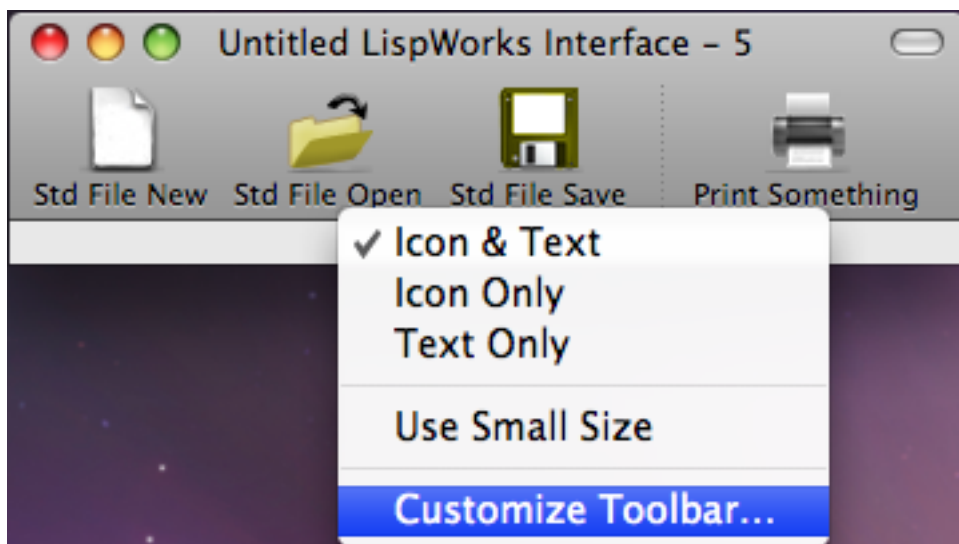 Untitled LispWorks Interface – 5
Std File New Std File Open Std File Save Print Something
✓ Icon & Text
Icon Only
Text Only
Use Small Size
Customize Toolbar...